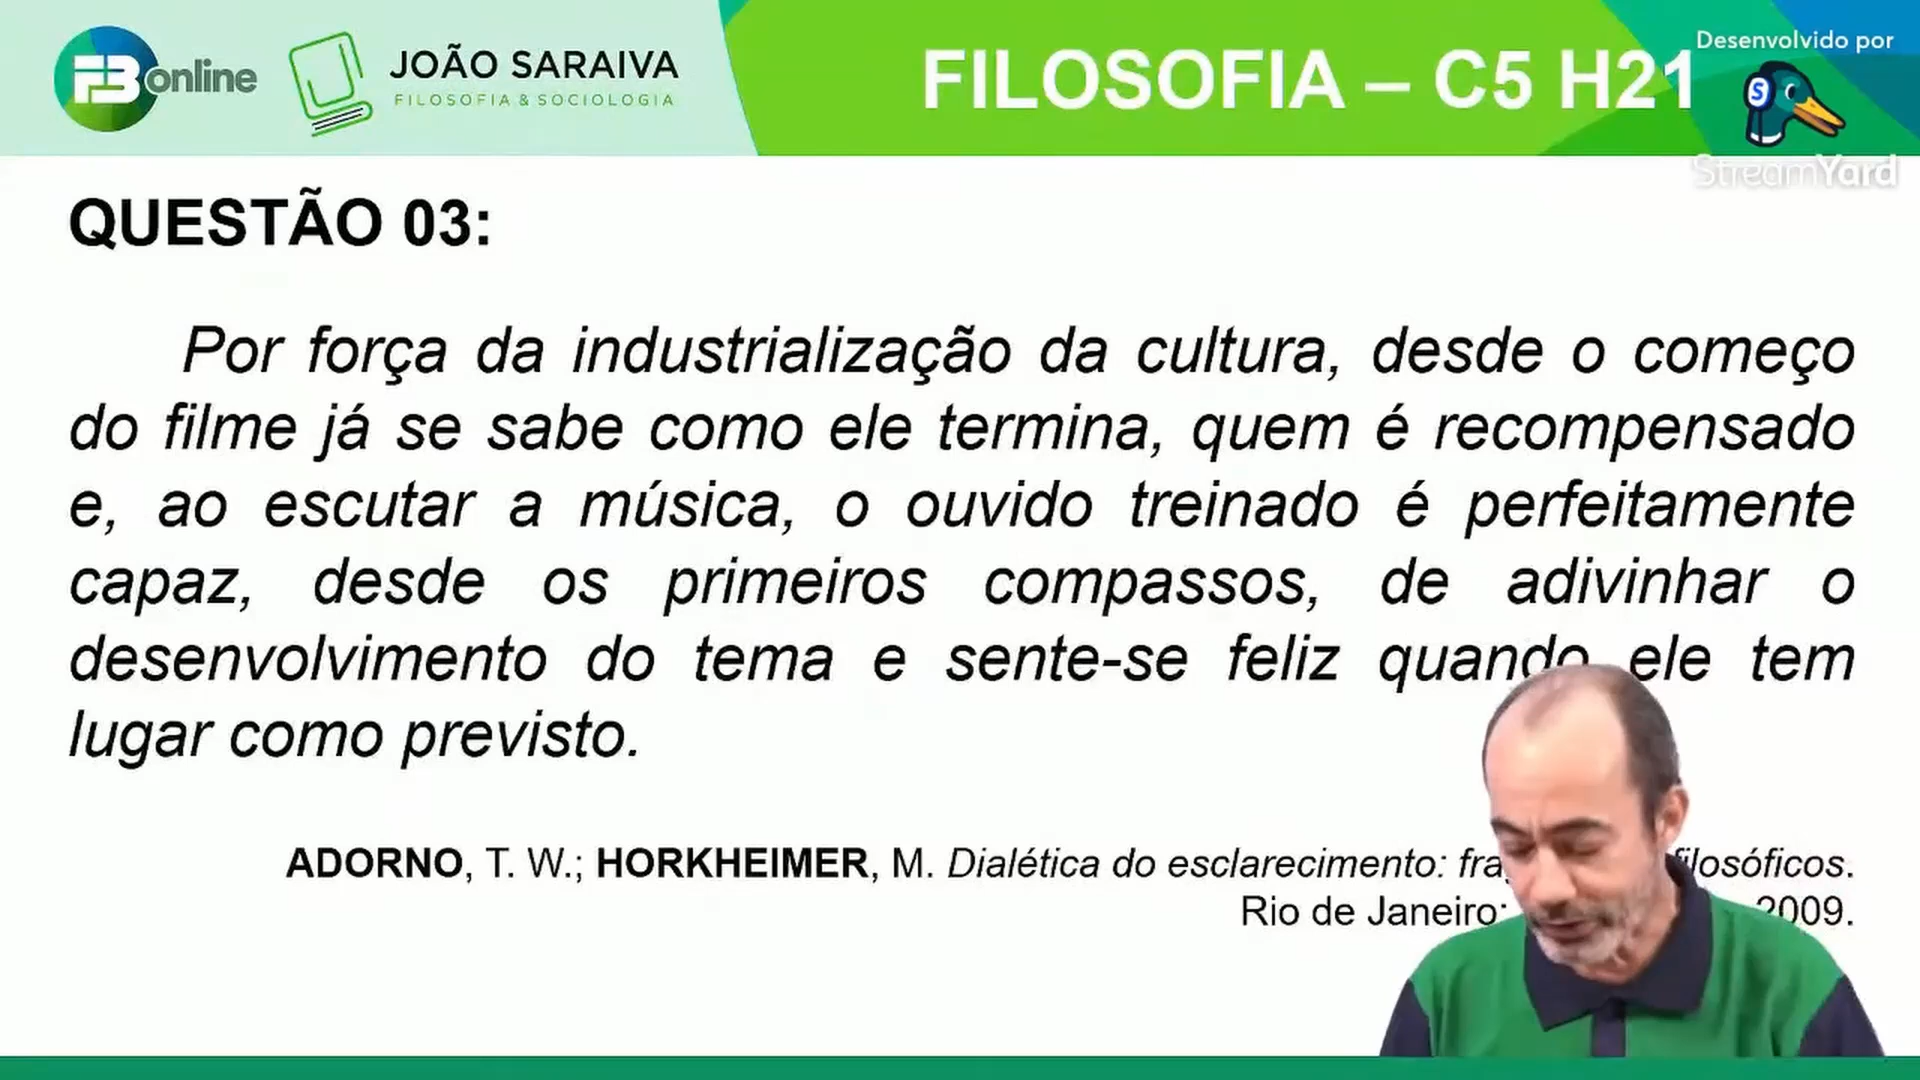 FB online
JOÃO SARAIVA
FILOSOFIA & SOCIOLOGIA
FILOSOFIA – C5 H21
Desenvolvido por
S
StreamYard
QUESTÃO 03:
Por força da industrialização da cultura, desde o começo
do filme já se sabe como ele termina, quem é recompensado
e, ao escutar a música, o ouvido treinado é perfeitamente
capaz, desde os primeiros compassos, de adivinhar o
desenvolvimento do tema e sente-se feliz quando ele tem
lugar como previsto.
ADORNO, T. W.; HORKHEIMER, M. Dialética do esclarecimento: filosóficos.
Rio de Janeiro: 2009.